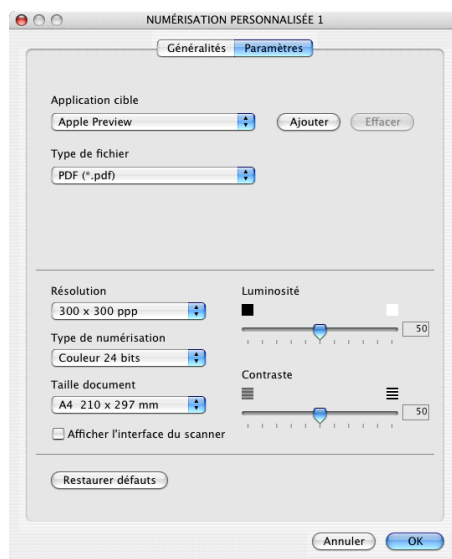 NUMÉRISATION PERSONNALISÉE 1
Généralités Paramètres
Application cible
Apple Preview Ajouter Effacer
Type de fichier
PDF (*.pdf)
Résolution Luminosité
300 x 300 ppp
50
Type de numérisation
Couleur 24 bits
Contraste
Taille document
A4 210 x 297 mm
50
Afficher l'interface du scanner
Restaurer défauts
Annuler OK